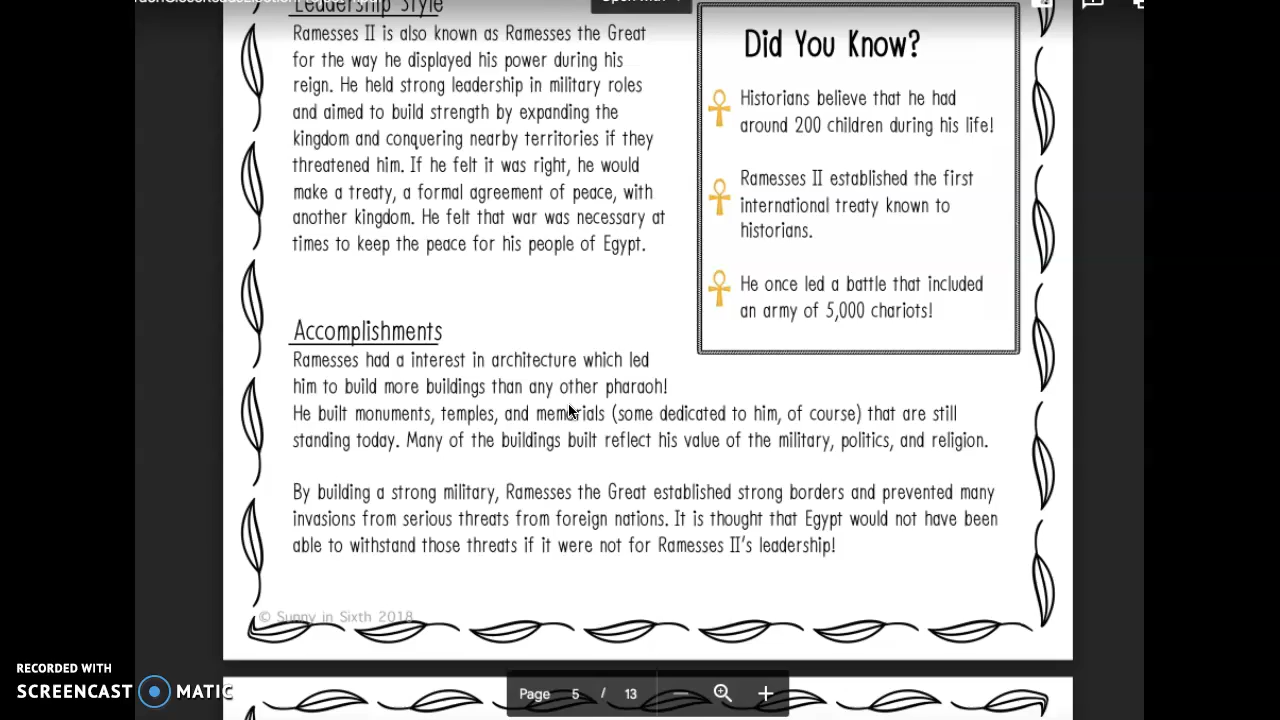 Leadership Style
Ramesses II is also known as Ramesses the Great
for the way he displayed his power during his
reign. He held strong leadership in military roles
and aimed to build strength by expanding the
kingdom and conquering nearby territories if they
threatened him. If he felt it was right, he would
make a treaty, a formal agreement of peace, with
another kingdom. He felt that war was necessary at
times to keep the peace for his people of Egypt.
Did You Know?
Historians believe that he had
around 200 children during his life!
Ramesses II established the first
international treaty known to
historians.
He once led a battle that included
an army of 5,000 chariots!
Accomplishments
Ramesses had a interest in architecture which led
him to build more buildings than any other pharaoh!
He built monuments, temples, and memorials (some dedicated to him, of course) that are still
standing today. Many of the buildings built reflect his value of the military, politics, and religion.
By building a strong military, Ramesses the Great established strong borders and prevented many
invasions from serious threats from foreign nations. It is thought that Egypt would not have been
able to withstand those threats if it were not for Ramesses II's leadership!
© Sunny in Sixth 2018
Page 5 / 13
RECORDED WITH
SCREENCAST MATIC